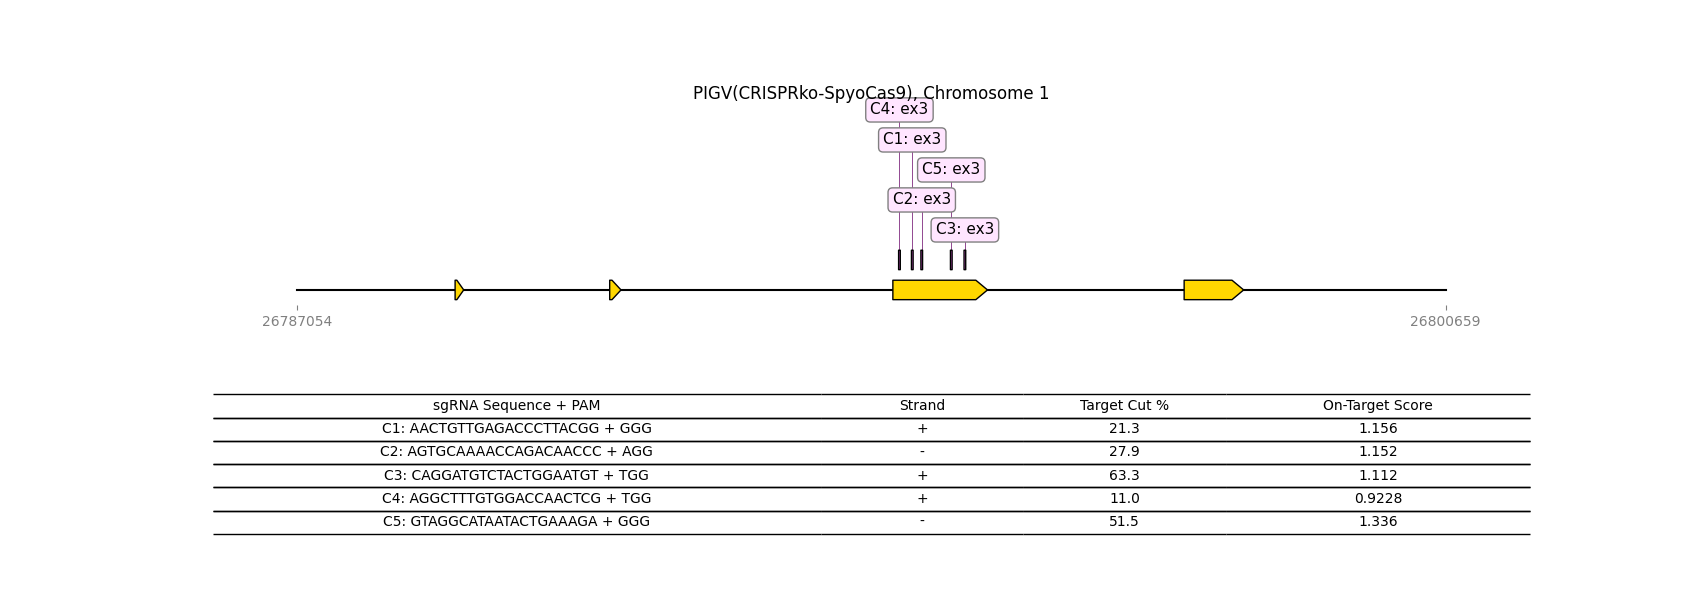 PIGV(CRISPRko-SpyoCas9), Chromosome 1
C4: ex3
C1: ex3
C5: ex3
C2: ex3
C3: ex3
26787054 26800659
sgRNA Sequence + PAM Strand Target Cut % On-Target Score
C1: AACTGTTGAGACCCTTACGG + GGG + 21.3 1.156
C2: AGTGCAAAACCAGACAACCC + AGG - 27.9 1.152
C3: CAGGATGTCTACTGGAATGT + TGG + 63.3 1.112
C4: AGGCTTTGTGGACCAACTCG + TGG + 11.0 0.9228
C5: GTAGGCATAATACTGAAAGA + GGG - 51.5 1.336